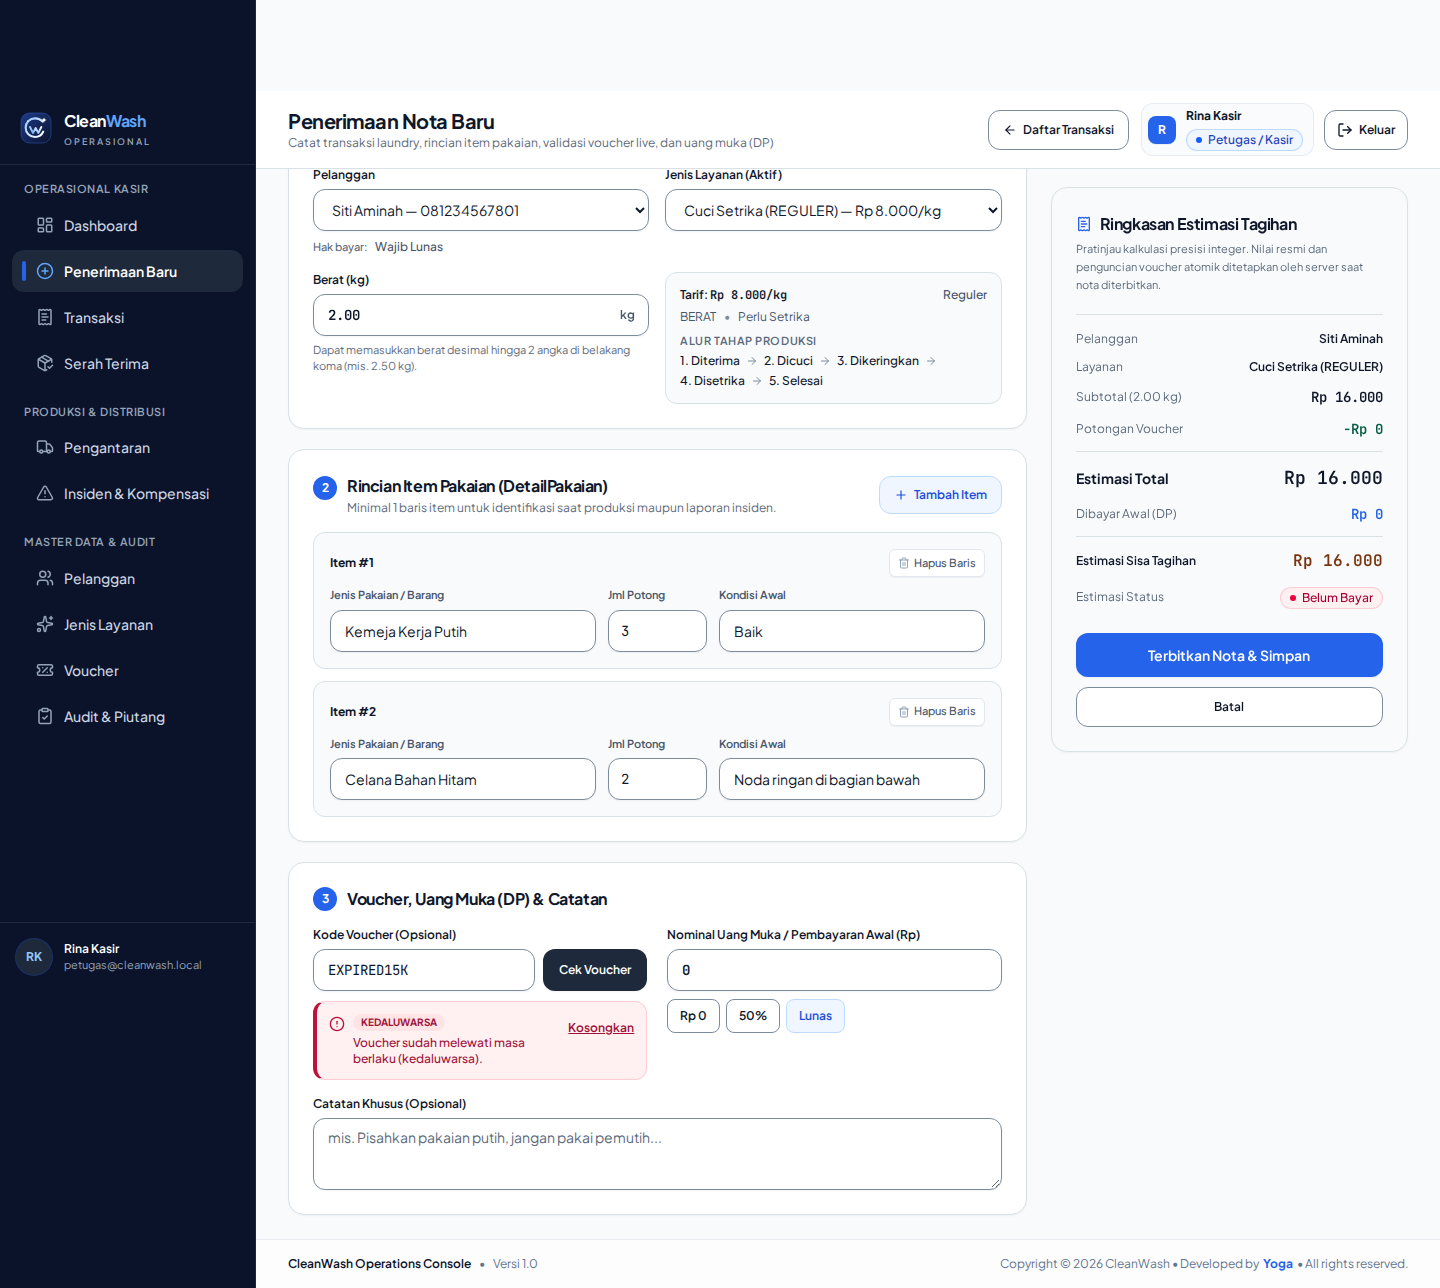 CleanWash
OPERASIONAL
OPERASIONAL KASIR
Dashboard
Penerimaan Baru
Transaksi
Serah Terima
PRODUKSI & DISTRIBUSI
Pengantaran
Insiden & Kompensasi
MASTER DATA & AUDIT
Pelanggan
Jenis Layanan
Voucher
Audit & Piutang
RK
Rina Kasir
petugas@cleanwash.local
Penerimaan Nota Baru
Catat transaksi laundry, rincian item pakaian, validasi voucher live, dan uang muka (DP)
Daftar Transaksi
R
Rina Kasir
Petugas / Kasir
Keluar
Pelanggan
Jenis Layanan (Aktif)
Siti Aminah — 081234567801
Cuci Setrika (REGULER) — Rp 8.000/kg
Hak bayar: Wajib Lunas
Berat (kg)
2.00
kg
Dapat memasukkan berat desimal hingga 2 angka di belakang
koma (mis. 2.50 kg).
Tarif: Rp 8.000/kg
Reguler
BERAT • Perlu Setrika
ALUR TAHAP PRODUKSI
1. Diterima → 2. Dicuci → 3. Dikeringkan →
4. Disetrika → 5. Selesai
2
Rincian Item Pakaian (DetailPakaian)
Minimal 1 baris item untuk identifikasi saat produksi maupun laporan insiden.
Tambah Item
Item #1
Hapus Baris
Jenis Pakaian / Barang
Jml Potong
Kondisi Awal
Kemeja Kerja Putih
3
Baik
Item #2
Hapus Baris
Jenis Pakaian / Barang
Jml Potong
Kondisi Awal
Celana Bahan Hitam
2
Noda ringan di bagian bawah
3
Voucher, Uang Muka (DP) & Catatan
Kode Voucher (Opsional)
Nominal Uang Muka / Pembayaran Awal (Rp)
EXPIRED15K
Cek Voucher
0
KEDALUWARSA
Voucher sudah melewati masa
berlaku (kedaluwarsa).
Kosongkan
Rp 0
50%
Lunas
Catatan Khusus (Opsional)
mis. Pisahkan pakaian putih, jangan pakai pemutih...
Ringkasan Estimasi Tagihan
Pratinjau kalkulasi presisi integer. Nilai resmi dan
penguncian voucher atomik ditetapkan oleh server saat
nota diterbitkan.
Pelanggan
Siti Aminah
Layanan
Cuci Setrika (REGULER)
Subtotal (2.00 kg)
Rp 16.000
Potongan Voucher
-Rp 0
Estimasi Total
Rp 16.000
Dibayar Awal (DP)
Rp 0
Estimasi Sisa Tagihan
Rp 16.000
Estimasi Status
Belum Bayar
Terbitkan Nota & Simpan
Batal
CleanWash Operations Console • Versi 1.0
Copyright © 2026 CleanWash • Developed by Yoga • All rights reserved.